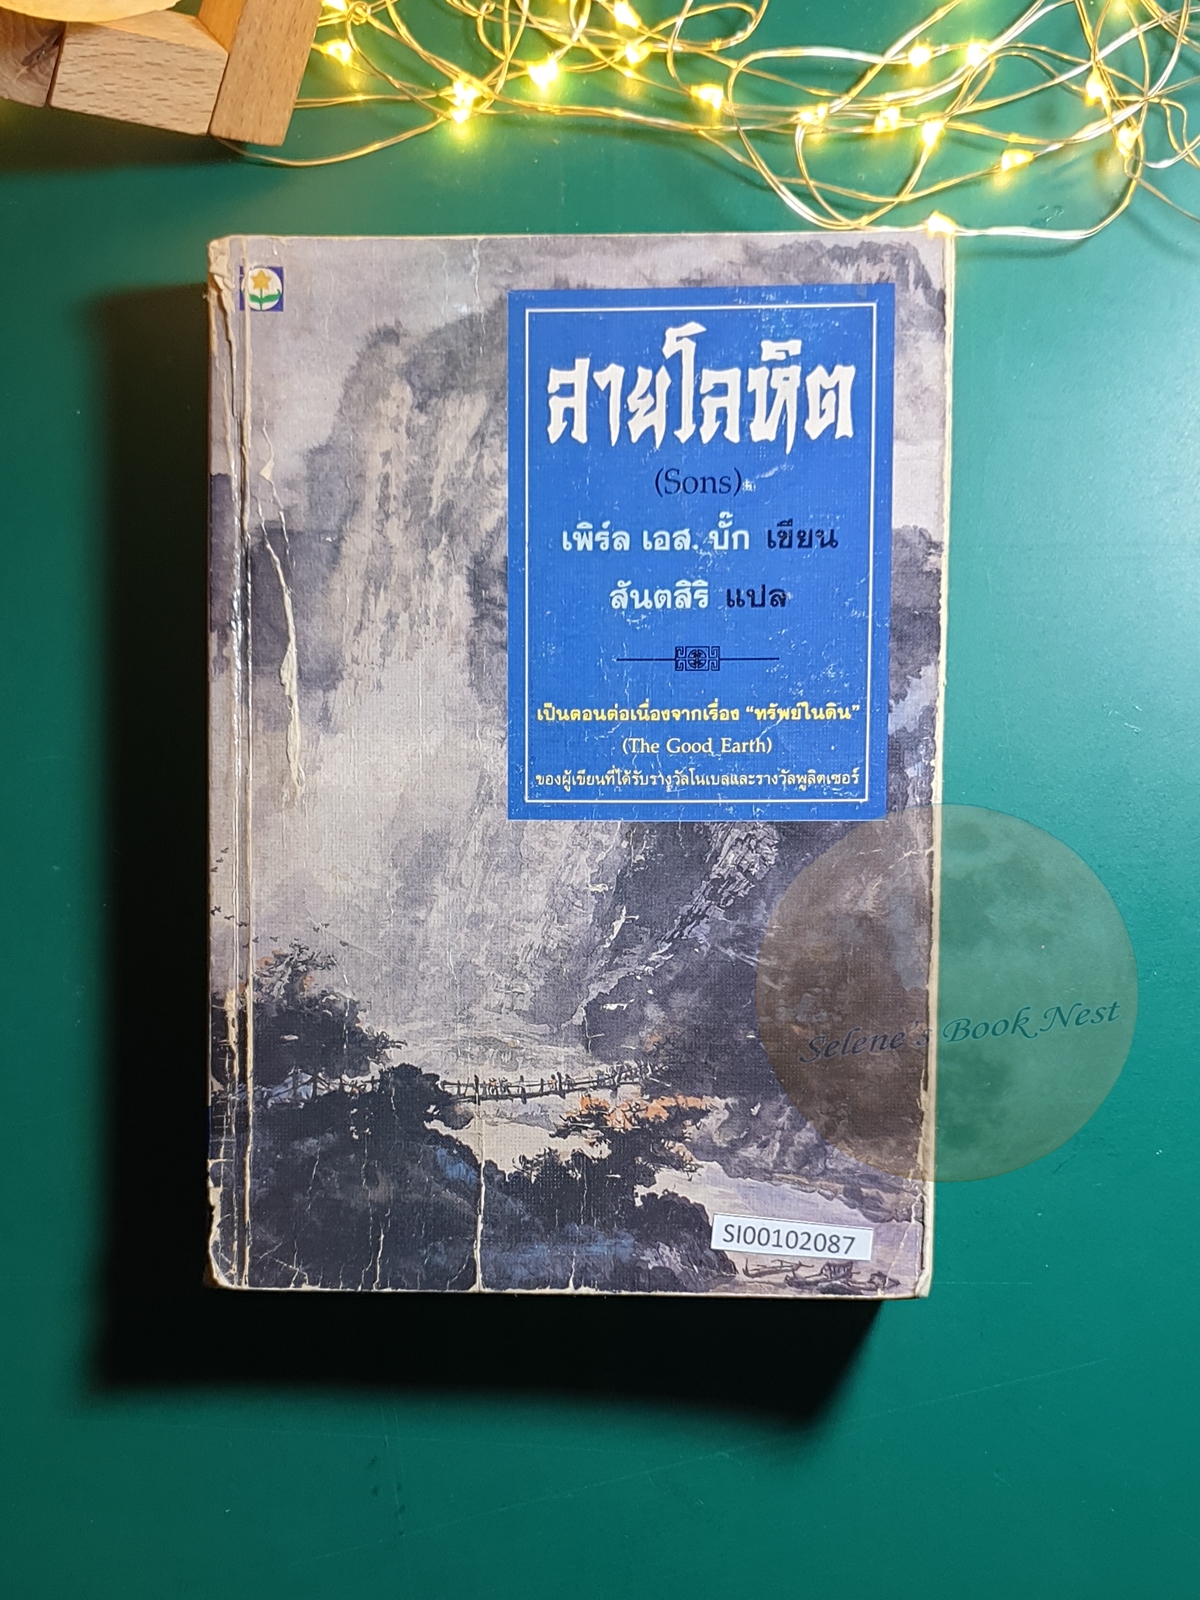 สายโลหิต
(Sons)
เพิร์ล เอส. บั๊ก เขียน
สันตสิริ แปล
เป็นตอนต่อเนื่องจากเรื่อง “ทรัพย์ในดิน”
(The Good Earth)
ของผู้เขียนที่ได้รับรางวัลโนเบลและรางวัลพูลิตเซอร์
Selene's Book Nest
SI00102087